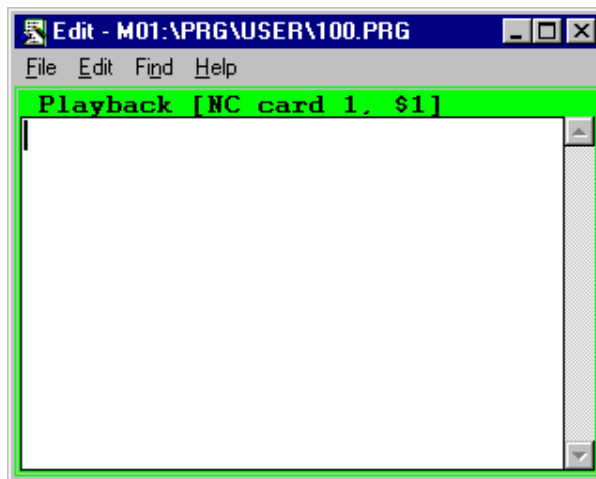 Edit - M01:\PRG\USER\100.PRG
File Edit Find Help
Playback [NC card 1, $1]